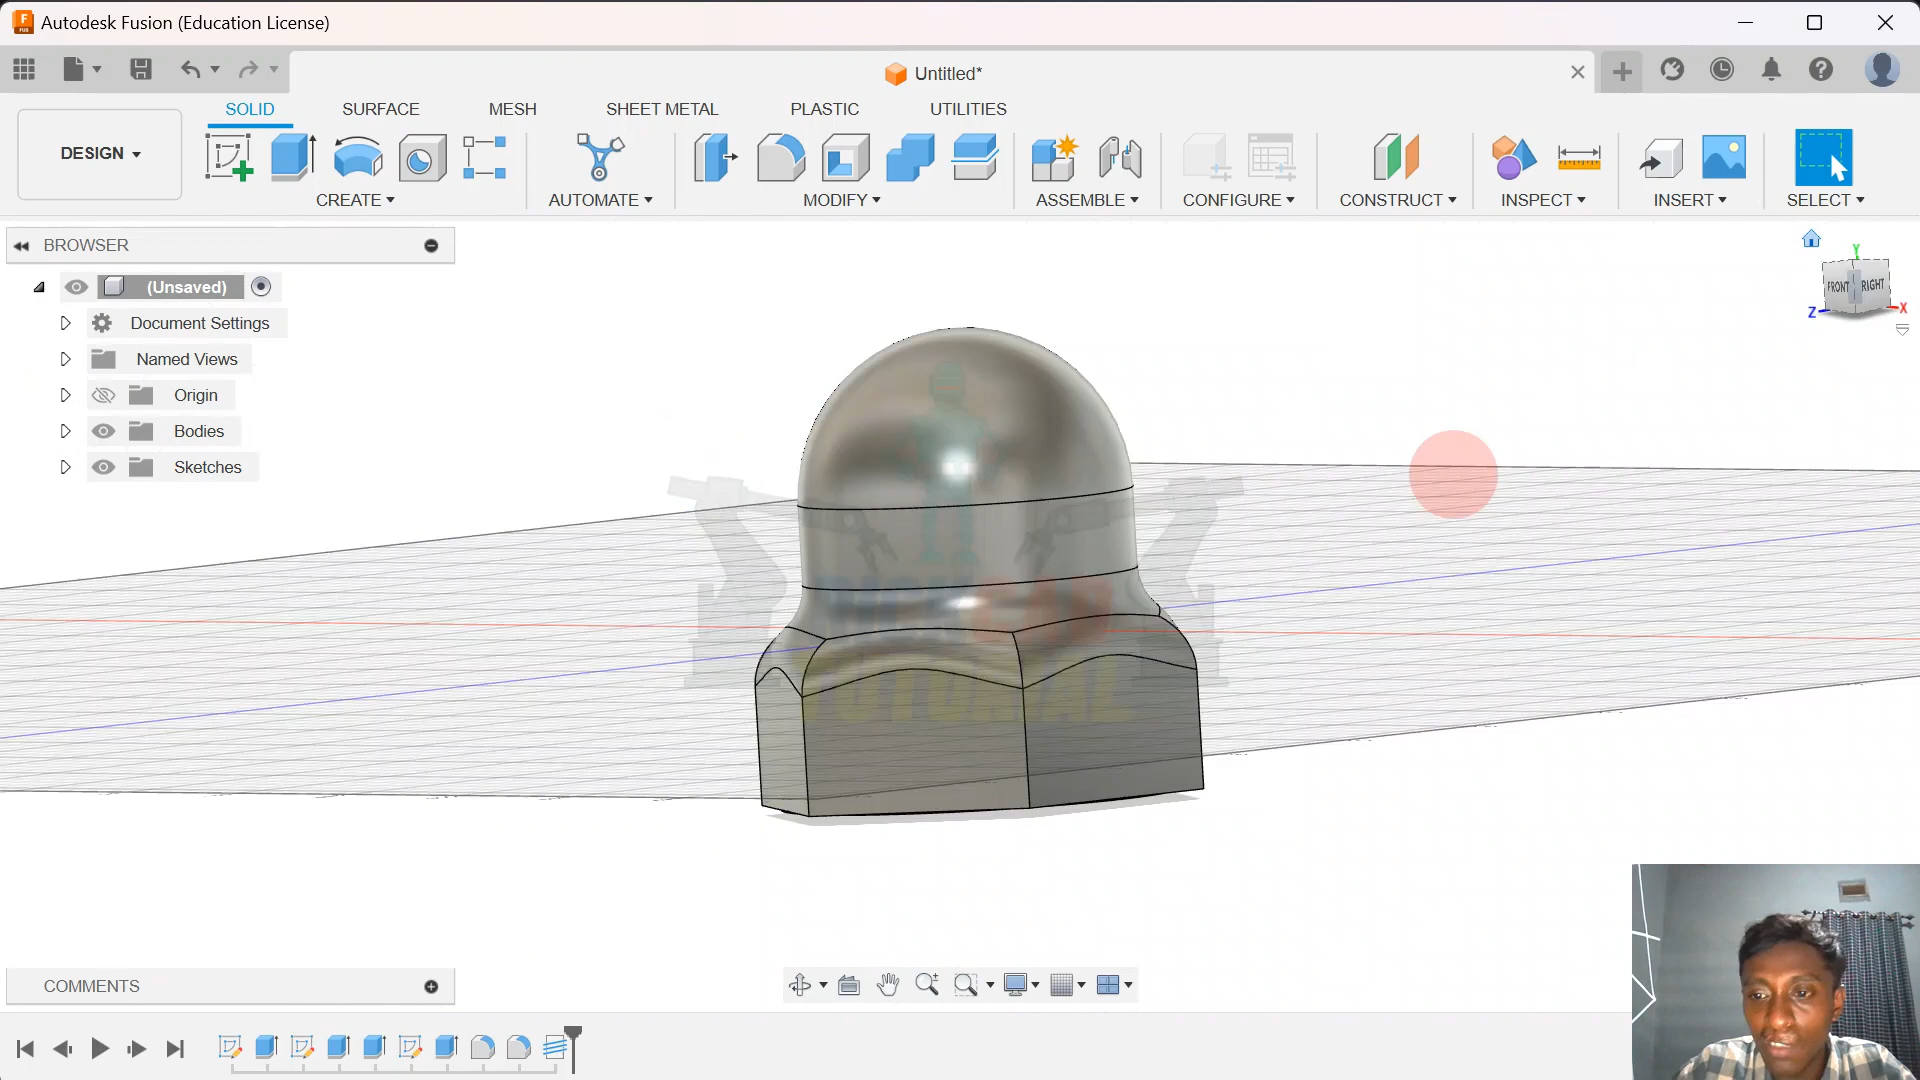 Autodesk Fusion (Education License)
Untitled*
SOLID SURFACE MESH SHEET METAL PLASTIC UTILITIES
DESIGN
CREATE AUTOMATE MODIFY ASSEMBLE CONFIGURE CONSTRUCT INSPECT INSERT SELECT
BROWSER
(Unsaved)
Document Settings
Named Views
Origin
Bodies
Sketches
Y
FRONT RIGHT
Z X
TUTORIAL
COMMENTS